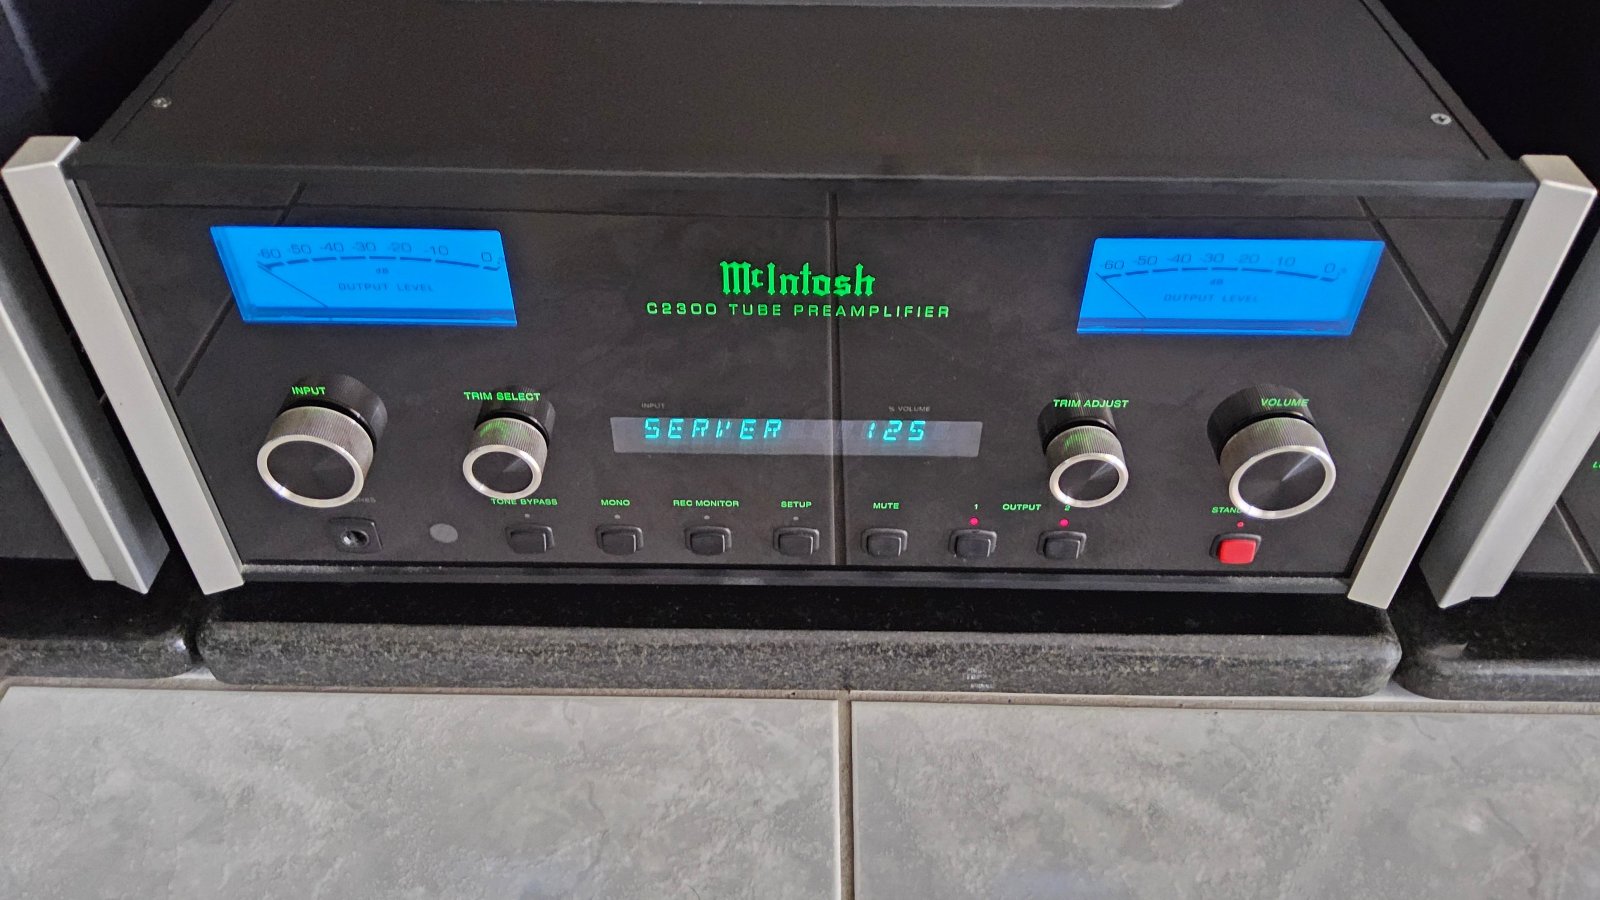 -60 -50 -40 -30 -20 -10 0
dB
OUTPUT LEVEL
McIntosh
C2300 TUBE PREAMPLIFIER
-60 -50 -40 -30 -20 -10 0 +
dB
OUTPUT LEVEL
INPUT
TRIM SELECT
INPUT
% VOLUME
SERVER 125
TRIM ADJUST
VOLUME
TONE BYPASS
MONO
REC MONITOR
SETUP
MUTE
1 OUTPUT 2